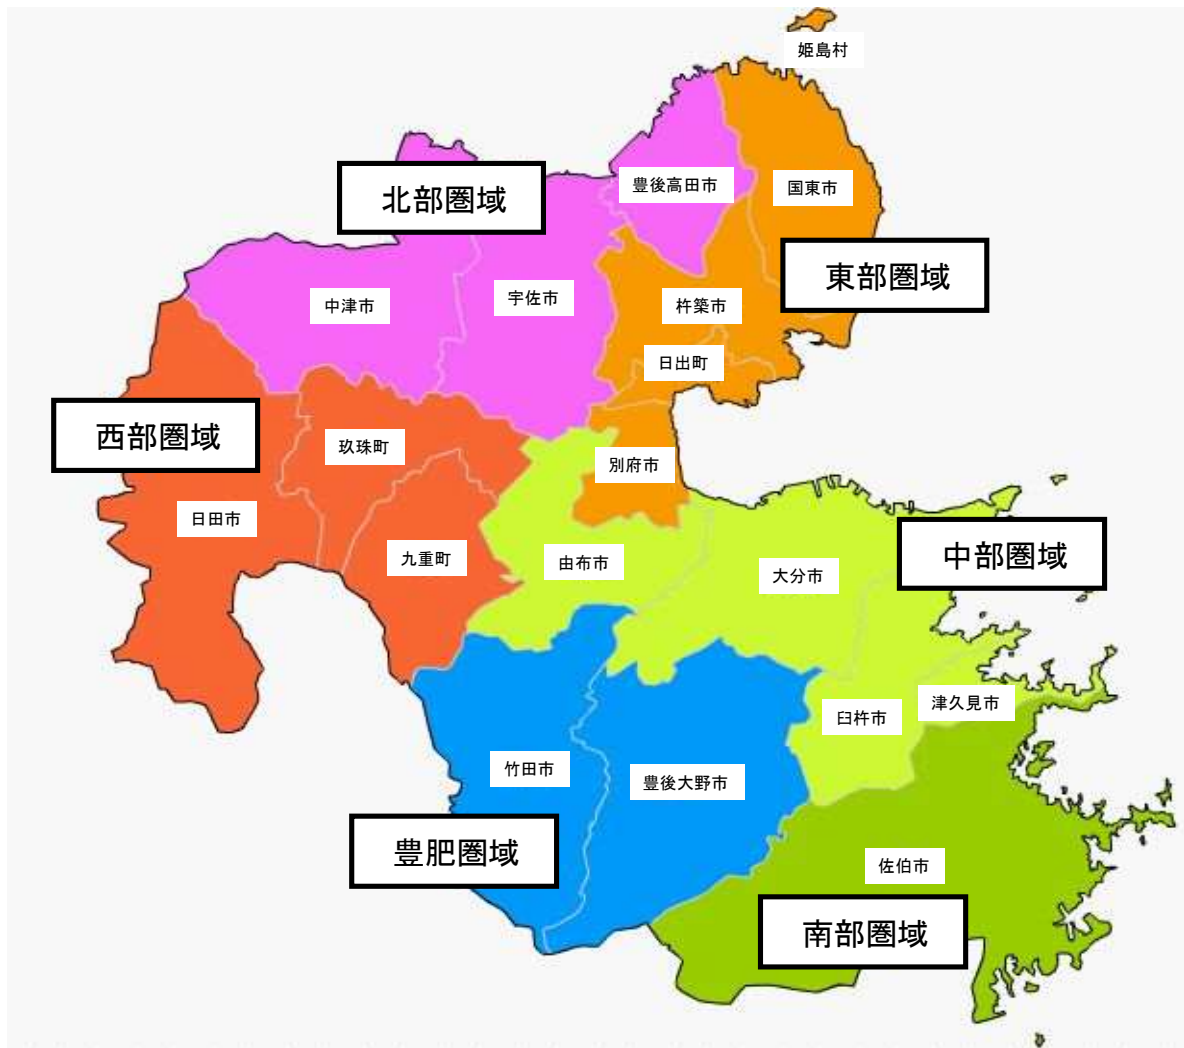 姫島村
豊後高田市
国東市
北部圏域
東部圏域
中津市
宇佐市
杵築市
日出町
西部圏域
玖珠町
別府市
日田市
九重町
由布市
大分市
中部圏域
臼杵市
津久見市
竹田市
豊後大野市
豊肥圏域
佐伯市
南部圏域